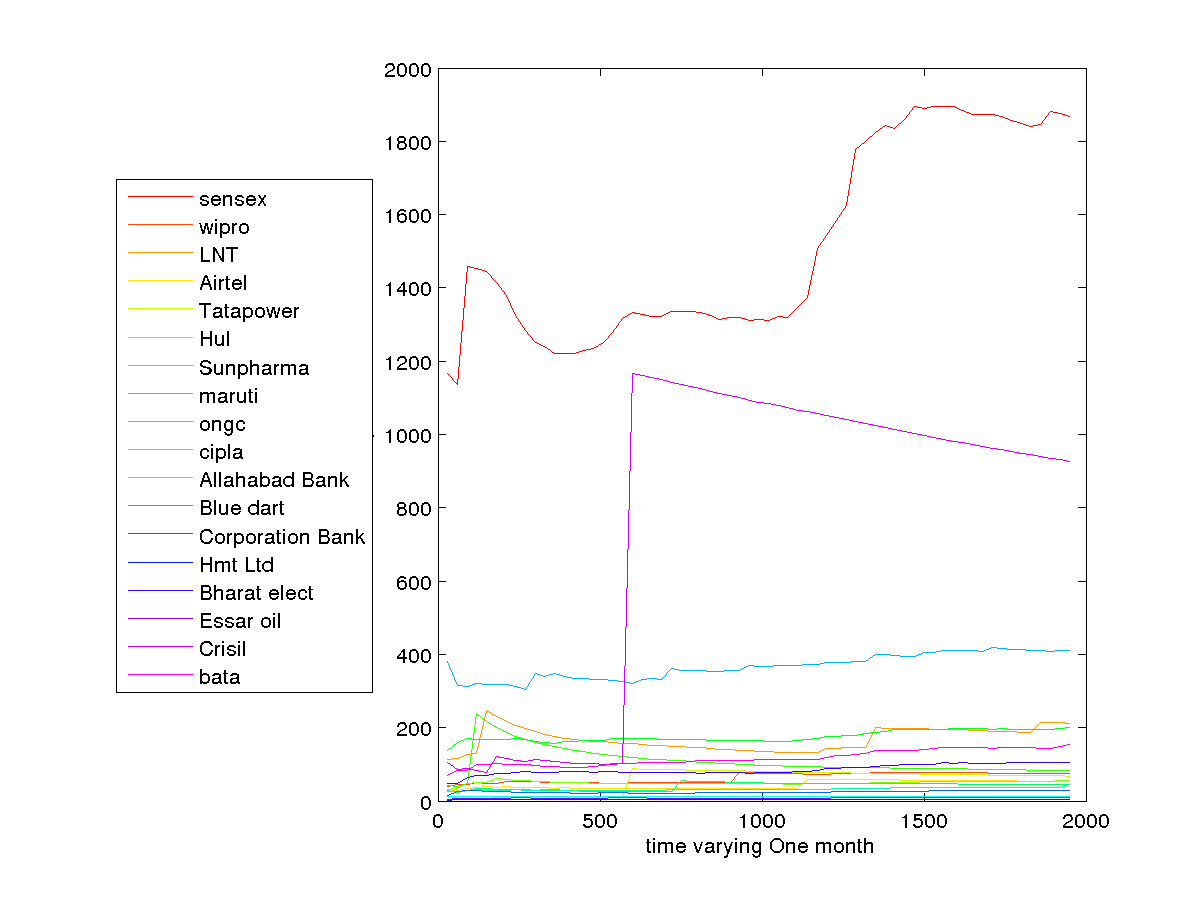 sensex
wipro
LNT
Airtel
Tatapower
Hul
Sunpharma
maruti
ongc
cipla
Allahabad Bank
Blue dart
Corporation Bank
Hmt Ltd
Bharat elect
Essar oil
Crisil
bata
2000
1800
1600
1400
1200
1000
800
600
400
200
0
0 500 1000 1500 2000
time varying One month